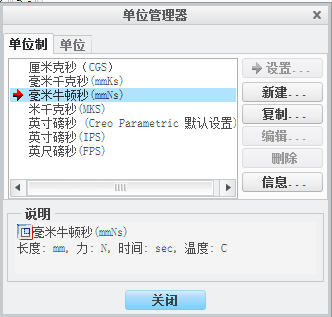 单位管理器
单位制 单位
厘米克秒(CGS)
毫米千克秒(mmKs)
毫米牛顿秒(mmNs)
米千克秒(MKS)
英寸磅秒(Creo Parametric 默认设置)
英寸磅秒(IPS)
英尺磅秒(FPS)
设置...
新建...
复制...
编辑...
删除
信息...
说明
毫米牛顿秒(mmNs)
长度: mm, 力: N, 时间: sec, 温度: C
关闭